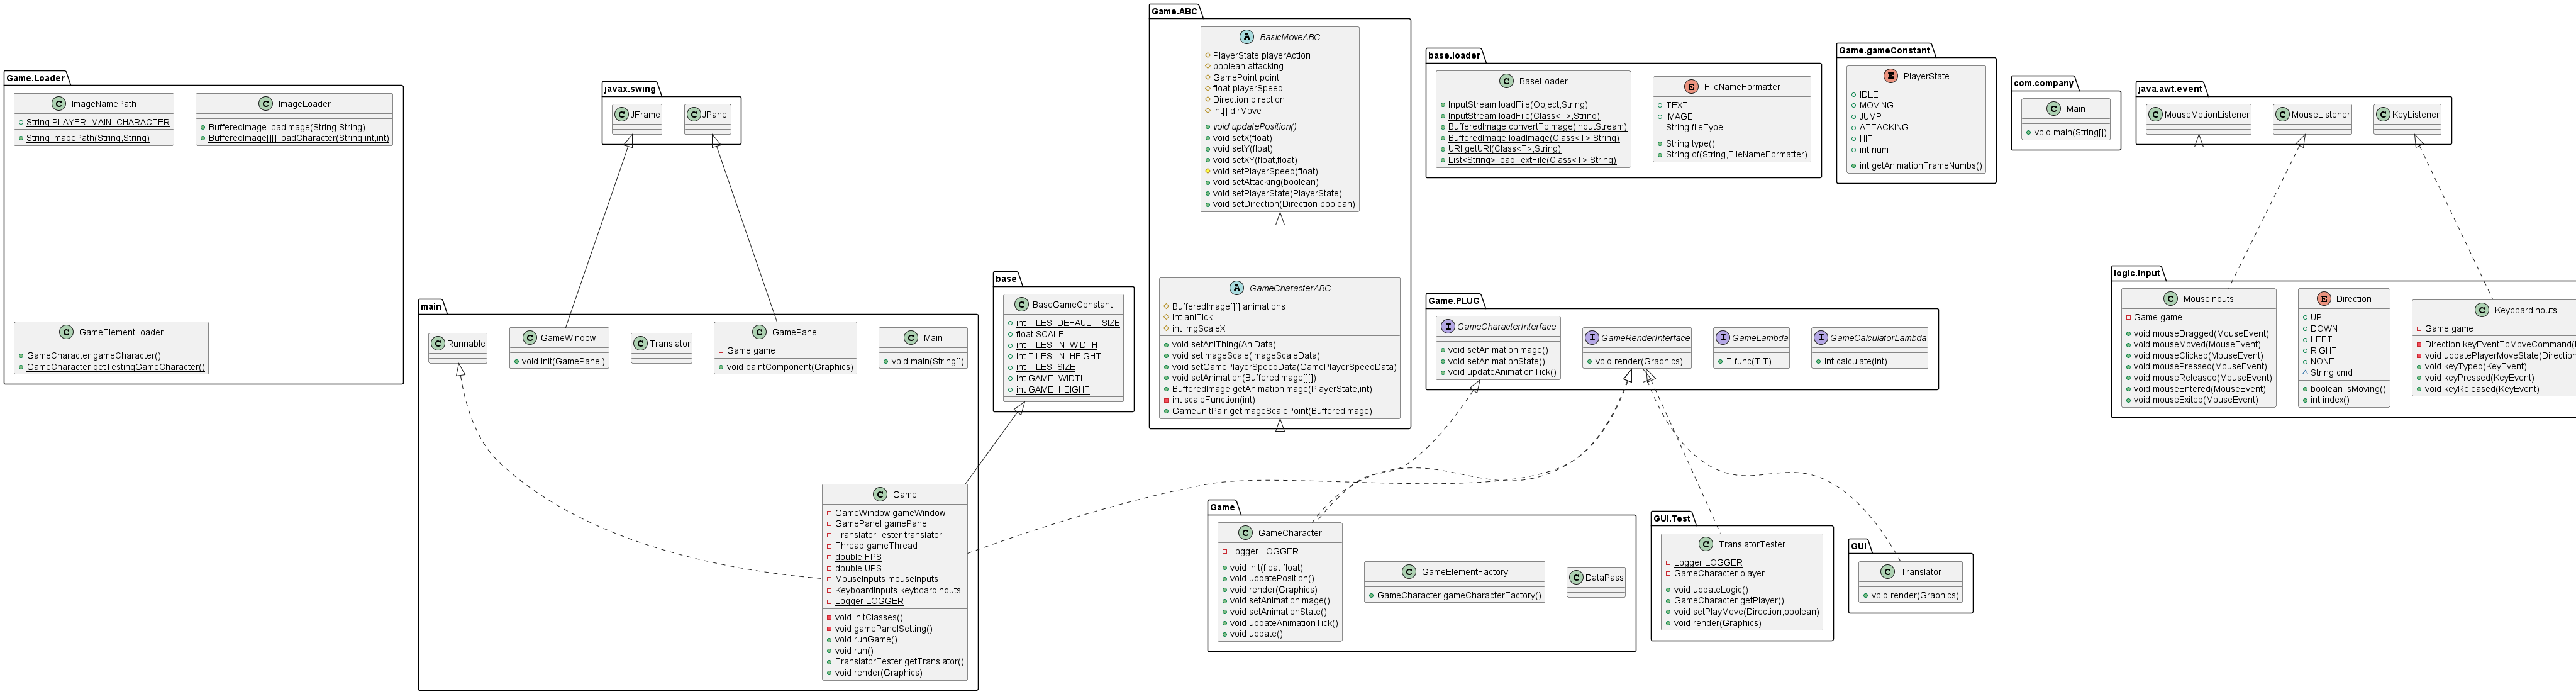 Game.Loader
C ImageNamePath
String PLAYER_MAIN_CHARACTER
String imagePath(String,String)
C ImageLoader
BufferedImage loadImage(String,String)
BufferedImage[][] loadCharacter(String,int,int)
C GameElementLoader
GameCharacter gameCharacter()
GameCharacter getTestingGameCharacter()
javax.swing
C JFrame
C JPanel
main
C Runnable
C GameWindow
void init(GamePanel)
C Translator
C GamePanel
Game game
void paintComponent(Graphics)
C Main
void main(String[])
C Game
GameWindow gameWindow
GamePanel gamePanel
TranslatorTester translator
Thread gameThread
double FPS
double UPS
MouseInputs mouseInputs
KeyboardInputs keyboardInputs
Logger LOGGER
void initClasses()
void gamePanelSetting()
void runGame()
void run()
TranslatorTester getTranslator()
void render(Graphics)
base
C BaseGameConstant
int TILES_DEFAULT_SIZE
float SCALE
int TILES_IN_WIDTH
int TILES_IN_HEIGHT
int TILES_SIZE
int GAME_WIDTH
int GAME_HEIGHT
Game.ABC
A BasicMoveABC
PlayerState playerAction
boolean attacking
GamePoint point
float playerSpeed
Direction direction
int[] dirMove
void updatePosition()
void setX(float)
void setY(float)
void setXY(float,float)
void setPlayerSpeed(float)
void setAttacking(boolean)
void setPlayerState(PlayerState)
void setDirection(Direction,boolean)
A GameCharacterABC
BufferedImage[][] animations
int aniTick
int imgScaleX
void setAniThing(AniData)
void setImageScale(ImageScaleData)
void setGamePlayerSpeedData(GamePlayerSpeedData)
void setAnimation(BufferedImage[][])
BufferedImage getAnimationImage(PlayerState,int)
int scaleFunction(int)
GameUnitPair getImageScalePoint(BufferedImage)
base.loader
C BaseLoader
InputStream loadFile(Object,String)
InputStream loadFile(Class<T>,String)
BufferedImage convertToImage(InputStream)
BufferedImage loadImage(Class<T>,String)
URI getURI(Class<T>,String)
List<String> loadTextFile(Class<T>,String)
E FileNameFormatter
TEXT
IMAGE
String fileType
String type()
String of(String,FileNameFormatter)
Game.PLUG
I GameCharacterInterface
void setAnimationImage()
void setAnimationState()
void updateAnimationTick()
I GameRenderInterface
void render(Graphics)
I GameLambda
T func(T,T)
I GameCalculatorLambda
int calculate(int)
Game
C GameCharacter
Logger LOGGER
void init(float,float)
void updatePosition()
void render(Graphics)
void setAnimationImage()
void setAnimationState()
void updateAnimationTick()
void update()
C GameElementFactory
GameCharacter gameCharacterFactory()
C DataPass
GUI.Test
C TranslatorTester
Logger LOGGER
GameCharacter player
void updateLogic()
GameCharacter getPlayer()
void setPlayMove(Direction,boolean)
void render(Graphics)
GUI
C Translator
void render(Graphics)
Game.gameConstant
E PlayerState
IDLE
MOVING
JUMP
ATTACKING
HIT
int num
int getAnimationFrameNumbs()
com.company
C Main
void main(String[])
java.awt.event
C MouseMotionListener
C MouseListener
C KeyListener
logic.input
C MouseInputs
Game game
void mouseDragged(MouseEvent)
void mouseMoved(MouseEvent)
void mouseClicked(MouseEvent)
void mousePressed(MouseEvent)
void mouseReleased(MouseEvent)
void mouseEntered(MouseEvent)
void mouseExited(MouseEvent)
E Direction
UP
DOWN
LEFT
RIGHT
NONE
String cmd
boolean isMoving()
int index()
C KeyboardInputs
Game game
Direction keyEventToMoveCommand(
void updatePlayerMoveState(Direction
void keyTyped(KeyEvent)
void keyPressed(KeyEvent)
void keyReleased(KeyEvent)